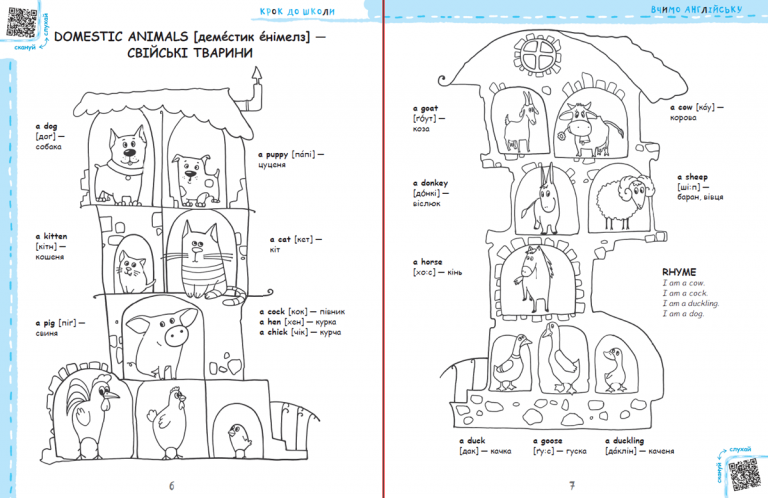 скануй слухай
КРОК ДО ШКОЛИ
DOMESTIC ANIMALS [деме́стик е́німелз] —
СВІЙСЬКІ ТВАРИНИ
a dog
[доґ] —
собака
a puppy [па́пі] —
цуценя
a kitten
[кітн] —
кошеня
a cat [кет] —
кіт
a pig [піґ] —
свиня
a cock [кок] — півник
a hen [хен] — курка
a chick [чік] — курча
6
ВЧИМО АНГЛІЙСЬКУ
a goat
[ґо́ут] —
коза
a cow [ка́у] —
корова
a donkey
[до́нкі] —
віслюк
a sheep
[ші:п] —
баран, вівця
a horse
[хо:с] — кінь
RHYME
I am a cow.
I am a cock.
I am a duckling.
I am a dog.
a duck
[дак] — качка
a goose
[ґу:с] — гуска
a duckling
[да́клін] — каченя
7
скануй слухай